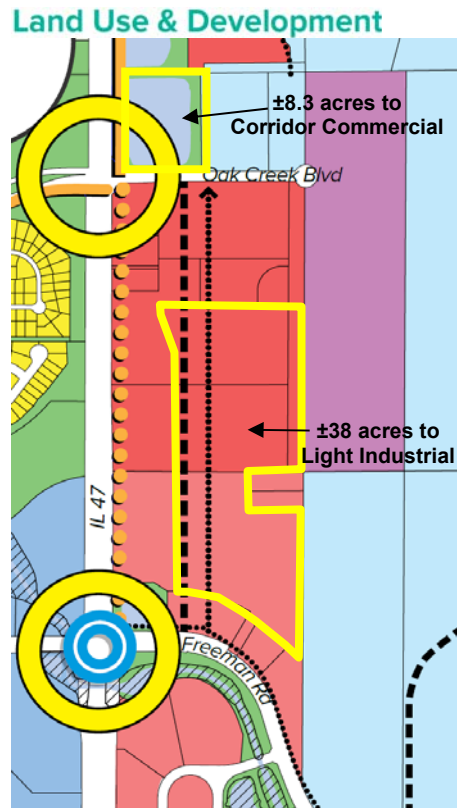 Land Use & Development
±8.3 acres to
Corridor Commercial
Oak Creek Blvd
±38 acres to
Light Industrial
IL 47
Freeman Rd